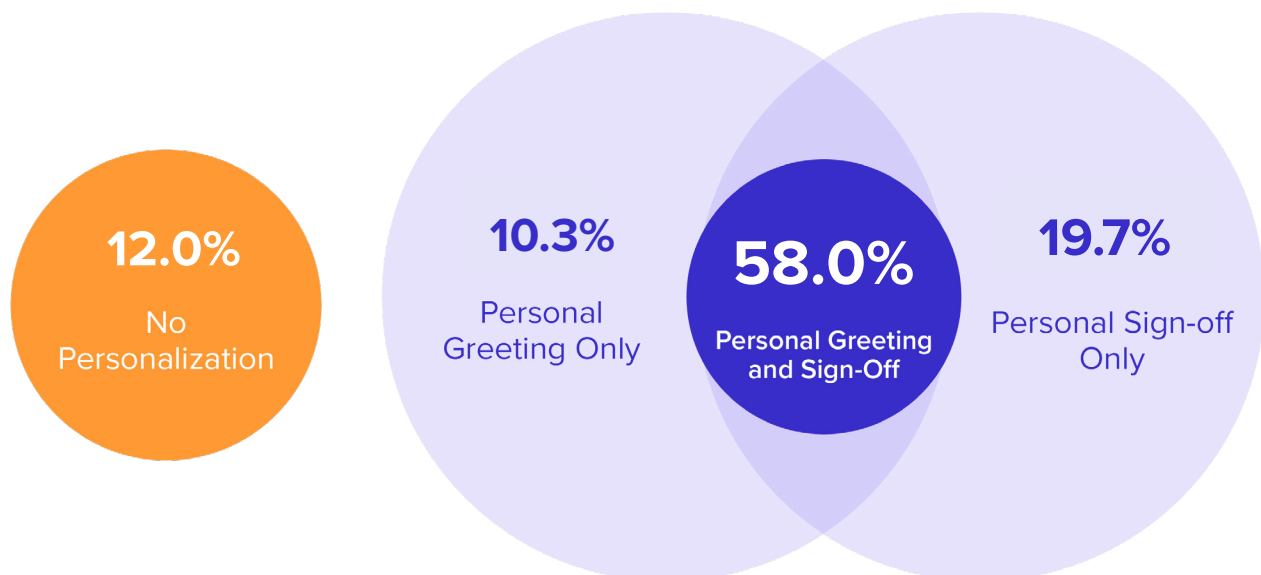 12.0%
No
Personalization
10.3%
Personal
Greeting Only
58.0%
Personal Greeting
and Sign-Off
19.7%
Personal Sign-off
Only